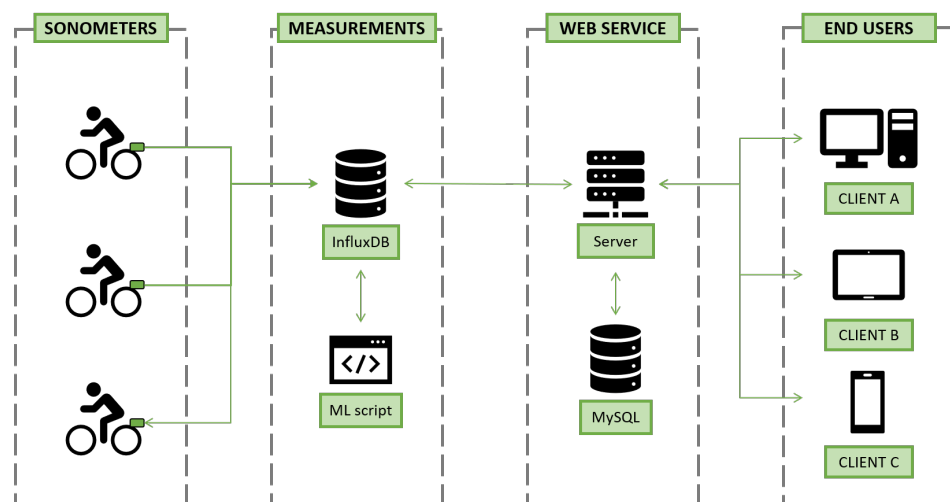 SONOMETERS
MEASUREMENTS
WEB SERVICE
END USERS
InfluxDB
</>
ML script
Server
MySQL
CLIENT A
CLIENT B
CLIENT C